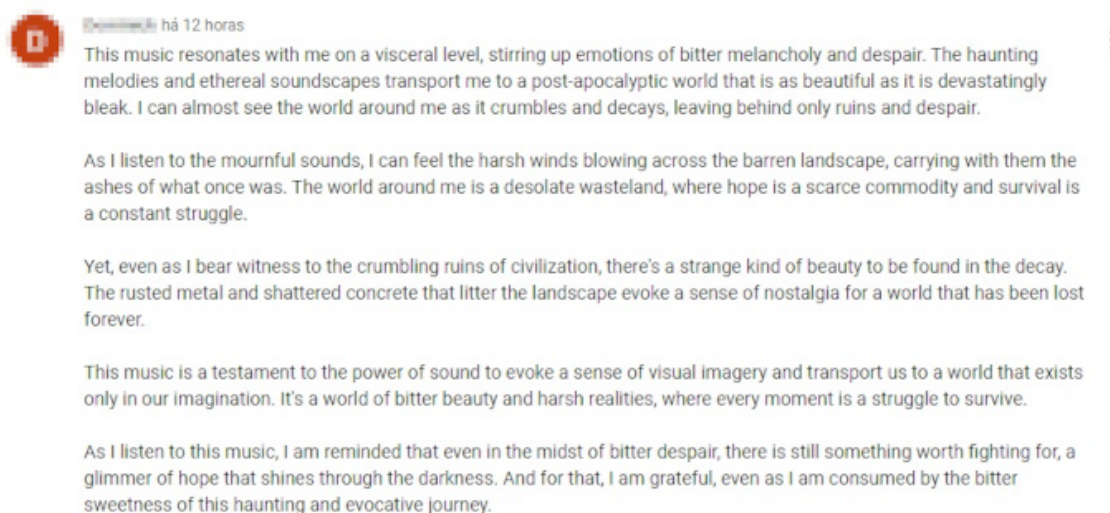 D
há 12 horas
This music resonates with me on a visceral level, stirring up emotions of bitter melancholy and despair. The haunting
melodies and ethereal soundscapes transport me to a post-apocalyptic world that is as beautiful as it is devastatingly
bleak. I can almost see the world around me as it crumbles and decays, leaving behind only ruins and despair.
As I listen to the mournful sounds, I can feel the harsh winds blowing across the barren landscape, carrying with them the
ashes of what once was. The world around me is a desolate wasteland, where hope is a scarce commodity and survival is
a constant struggle.
Yet, even as I bear witness to the crumbling ruins of civilization, there's a strange kind of beauty to be found in the decay.
The rusted metal and shattered concrete that litter the landscape evoke a sense of nostalgia for a world that has been lost
forever.
This music is a testament to the power of sound to evoke a sense of visual imagery and transport us to a world that exists
only in our imagination. It's a world of bitter beauty and harsh realities, where every moment is a struggle to survive.
As I listen to this music, I am reminded that even in the midst of bitter despair, there is still something worth fighting for, a
glimmer of hope that shines through the darkness. And for that, I am grateful, even as I am consumed by the bitter
sweetness of this haunting and evocative journey.